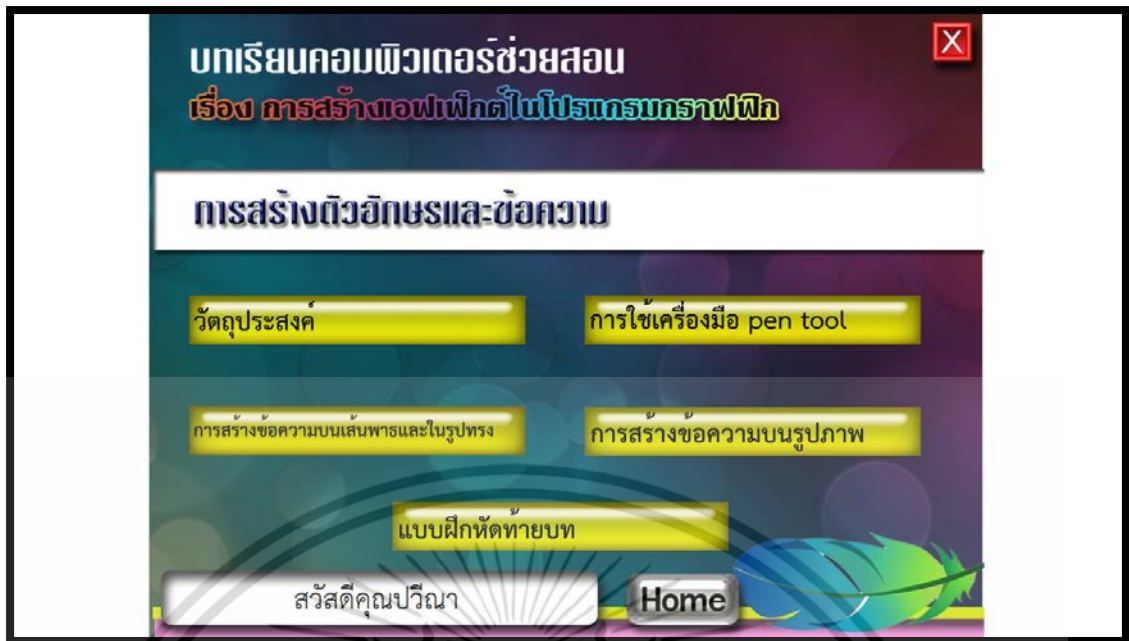 บทเรียนคอมพิวเตอร์ช่วยสอน
X
เรื่อง การสร้างเอฟเฟ็กต์ในโปรแกรมกราฟฟิก
การสร้างตัวอักษรและข้อความ
วัตถุประสงค์
การใช้เครื่องมือ pen tool
การสร้างข้อความบนเส้นพาธและในรูปทรง
การสร้างข้อความบนรูปภาพ
แบบฝึกหัดท้ายบท
สวัสดีคุณปวีณา
Home